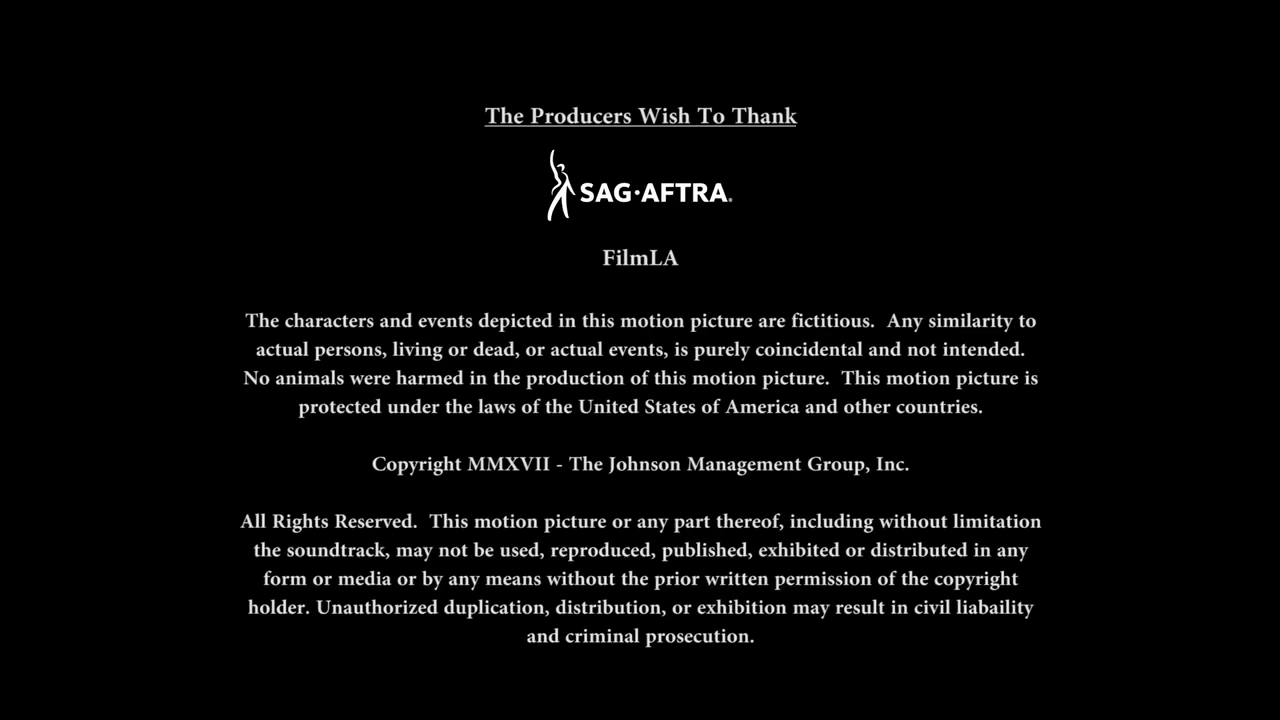 The Producers Wish To Thank
SAG·AFTRA®
FilmLA
The characters and events depicted in this motion picture are fictitious.  Any similarity to
actual persons, living or dead, or actual events, is purely coincidental and not intended.
No animals were harmed in the production of this motion picture.  This motion picture is
protected under the laws of the United States of America and other countries.
Copyright MMXVII - The Johnson Management Group, Inc.
All Rights Reserved.  This motion picture or any part thereof, including without limitation
the soundtrack, may not be used, reproduced, published, exhibited or distributed in any
form or media or by any means without the prior written permission of the copyright
holder. Unauthorized duplication, distribution, or exhibition may result in civil liabaility
and criminal prosecution.